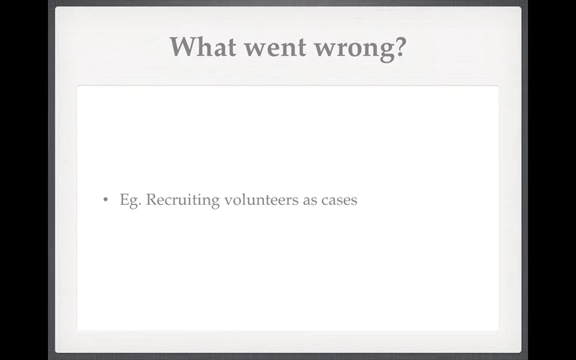 What went wrong?
• Eg. Recruiting volunteers as cases